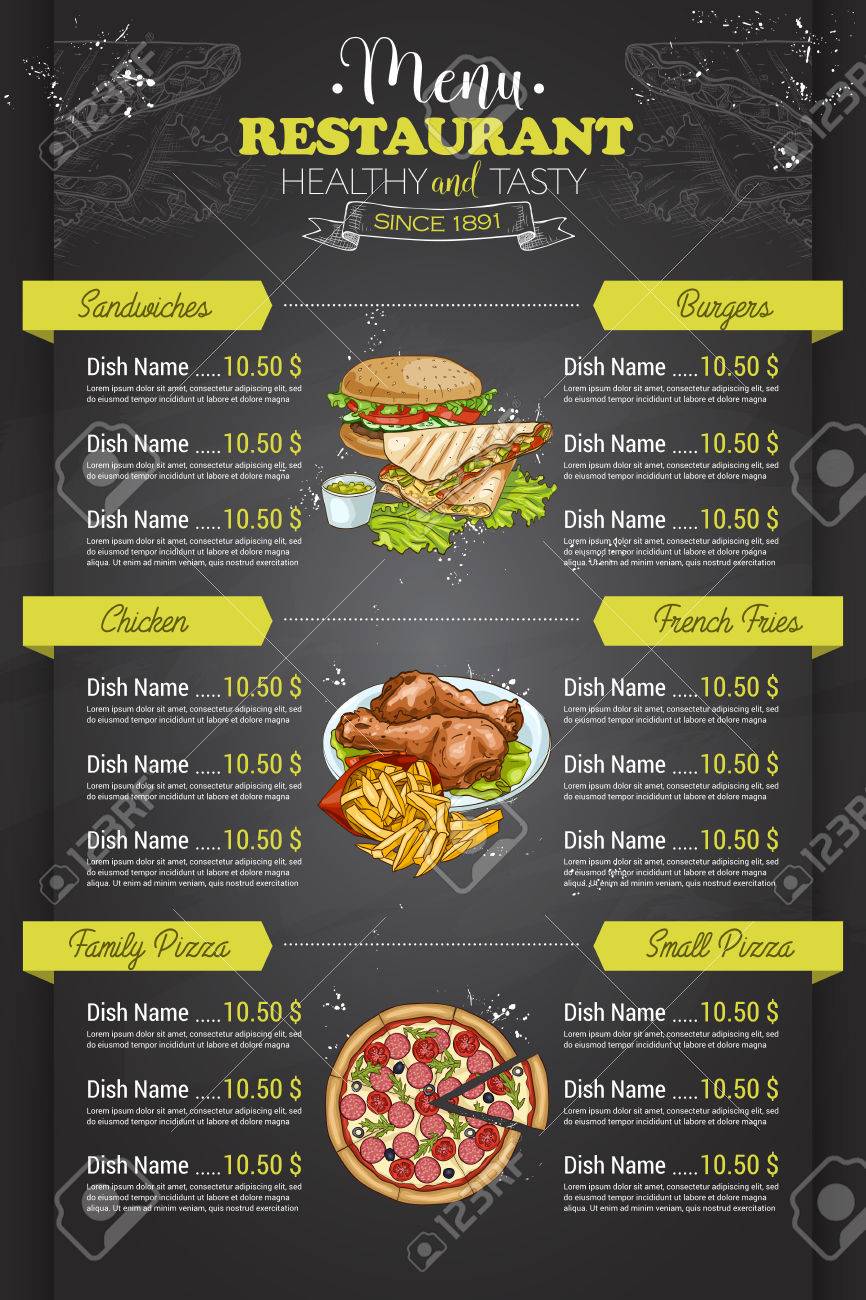 Menu
RESTAURANT
HEALTHY and TASTY
SINCE 1891
Sandwiches
Dish Name .....10.50 $
Lorem ipsum dolor sit amet, consectetur adipiscing elit, sed
do eiusmod tempor incididunt ut labore et dolore magna
Dish Name .....10.50 $
Lorem ipsum dolor sit amet, consectetur adipiscing elit, sed
do eiusmod tempor incididunt ut labore et dolore magna
Dish Name .....10.50 $
Lorem ipsum dolor sit amet, consectetur adipiscing elit, sed
do eiusmod tempor incididunt ut labore et dolore magna
aliqua. Ut enim ad minim veniam, quis nostrud exercitation
Burgers
Dish Name .....10.50 $
Lorem ipsum dolor sit amet, consectetur adipiscing elit, sed
do eiusmod tempor incididunt ut labore et dolore magna
Dish Name .....10.50 $
Lorem ipsum dolor sit amet, consectetur adipiscing elit, sed
do eiusmod tempor incididunt ut labore et dolore magna
Dish Name .....10.50 $
Lorem ipsum dolor sit amet, consectetur adipiscing elit, sed
do eiusmod tempor incididunt ut labore et dolore magna
aliqua. Ut enim ad minim veniam, quis nostrud exercitation
Chicken
Dish Name .....10.50 $
Lorem ipsum dolor sit amet, consectetur adipiscing elit, sed
do eiusmod tempor incididunt ut labore et dolore magna
Dish Name .....10.50 $
Lorem ipsum dolor sit amet, consectetur adipiscing elit, sed
do eiusmod tempor incididunt ut labore et dolore magna
Dish Name .....10.50 $
Lorem ipsum dolor sit amet, consectetur adipiscing elit, sed
do eiusmod tempor incididunt ut labore et dolore magna
aliqua. Ut enim ad minim veniam, quis nostrud exercitation
French Fries
Dish Name .....10.50 $
Lorem ipsum dolor sit amet, consectetur adipiscing elit, sed
do eiusmod tempor incididunt ut labore et dolore magna
Dish Name .....10.50 $
Lorem ipsum dolor sit amet, consectetur adipiscing elit, sed
do eiusmod tempor incididunt ut labore et dolore magna
Dish Name .....10.50 $
Lorem ipsum dolor sit amet, consectetur adipiscing elit, sed
do eiusmod tempor incididunt ut labore et dolore magna
aliqua. Ut enim ad minim veniam, quis nostrud exercitation
Family Pizza
Dish Name .....10.50 $
Lorem ipsum dolor sit amet, consectetur adipiscing elit, sed
do eiusmod tempor incididunt ut labore et dolore magna
Dish Name .....10.50 $
Lorem ipsum dolor sit amet, consectetur adipiscing elit, sed
do eiusmod tempor incididunt ut labore et dolore magna
Dish Name .....10.50 $
Lorem ipsum dolor sit amet, consectetur adipiscing elit, sed
do eiusmod tempor incididunt ut labore et dolore magna
Small Pizza
Dish Name .....10.50 $
Lorem ipsum dolor sit amet, consectetur adipiscing elit, sed
do eiusmod tempor incididunt ut labore et dolore magna
Dish Name .....10.50 $
Lorem ipsum dolor sit amet, consectetur adipiscing elit, sed
do eiusmod tempor incididunt ut labore et dolore magna
Dish Name .....10.50 $
Lorem ipsum dolor sit amet, consectetur adipiscing elit, sed
do eiusmod tempor incididunt ut labore et dolore magna
123RF
123RF
123RF
123RF
123RF